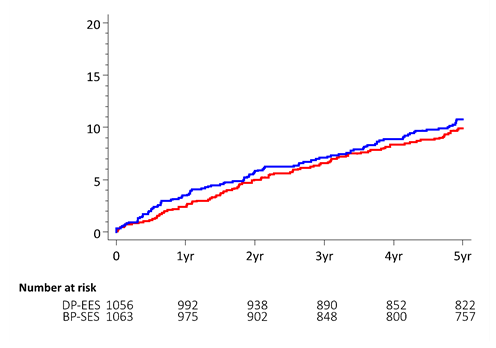 20
15
10
5
0
0 1yr 2yr 3yr 4yr 5yr
Number at risk
DP-EES 1056 992 938 890 852 822
BP-SES 1063 975 902 848 800 757